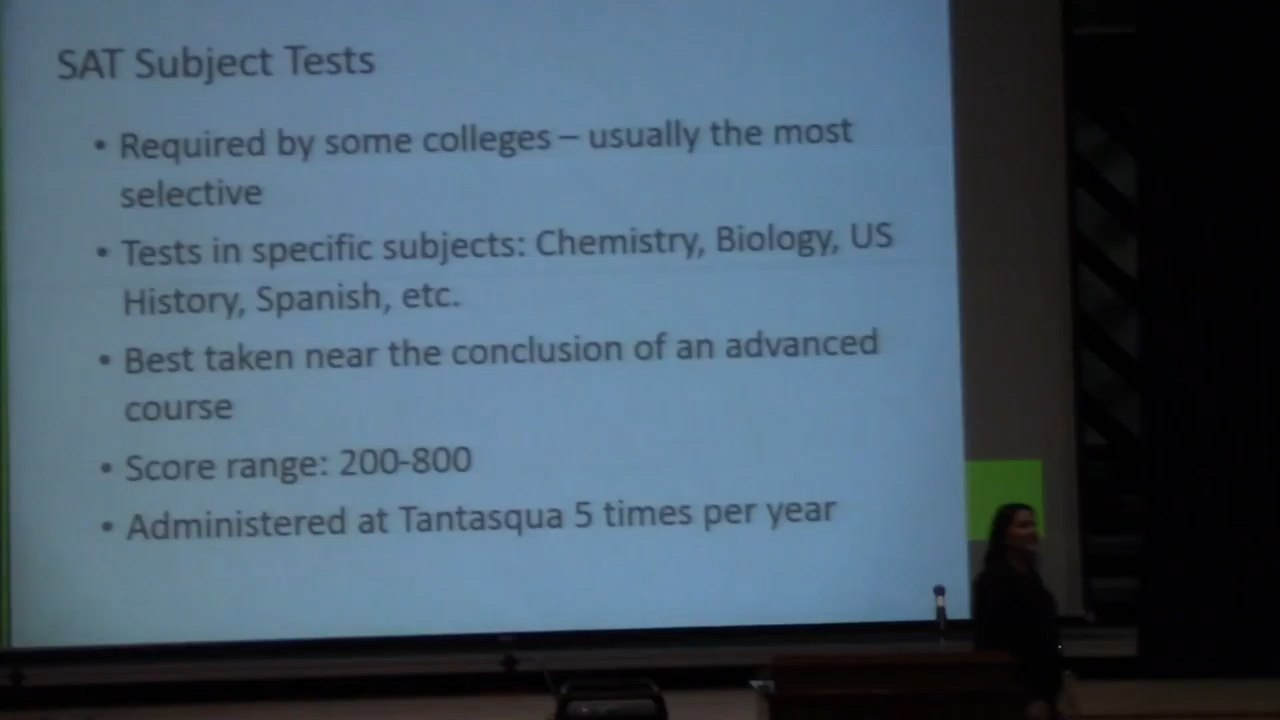 SAT Subject Tests
• Required by some colleges – usually the most
selective
• Tests in specific subjects: Chemistry, Biology, US
History, Spanish, etc.
• Best taken near the conclusion of an advanced
course
• Score range: 200-800
• Administered at Tantasqua 5 times per year